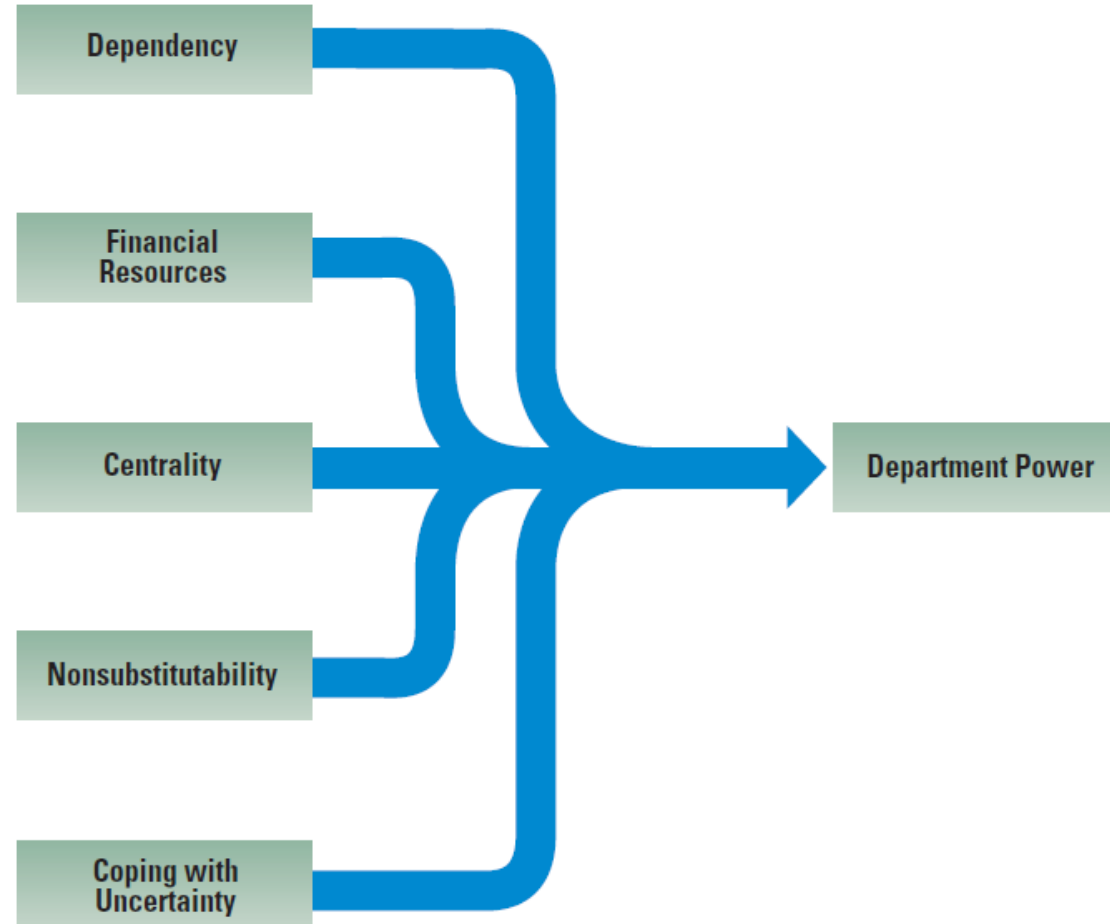 Dependency
Financial
Resources
Centrality
Department Power
Nonsubstitutability
Coping with
Uncertainty